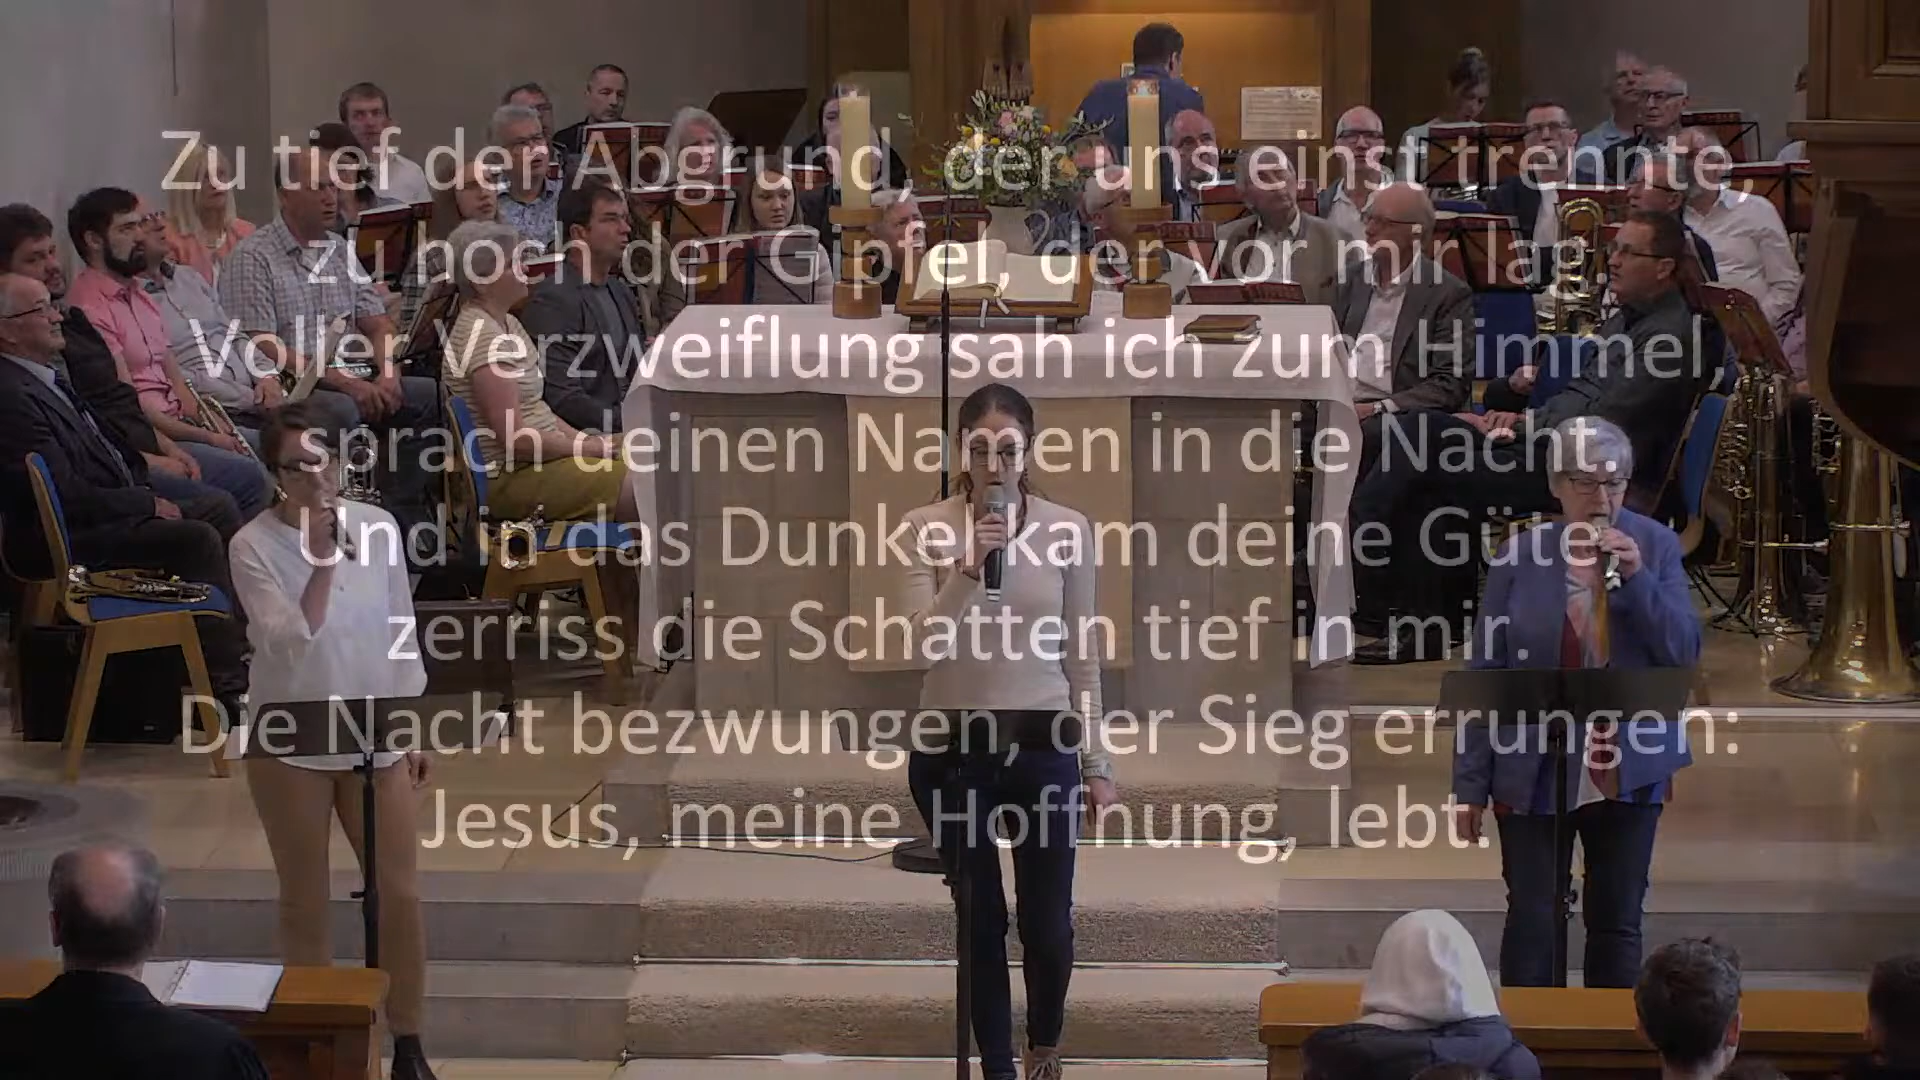 Zu tief der Abgrund, der uns einst trennte,
zu hoch der Gipfel, der vor mir lag.
Voller Verzweiflung sah ich zum Himmel,
sprach deinen Namen in die Nacht.
Und in das Dunkel kam deine Güte,
zerriss die Schatten tief in mir.
Die Nacht bezwungen, der Sieg errungen:
Jesus, meine Hoffnung, lebt.